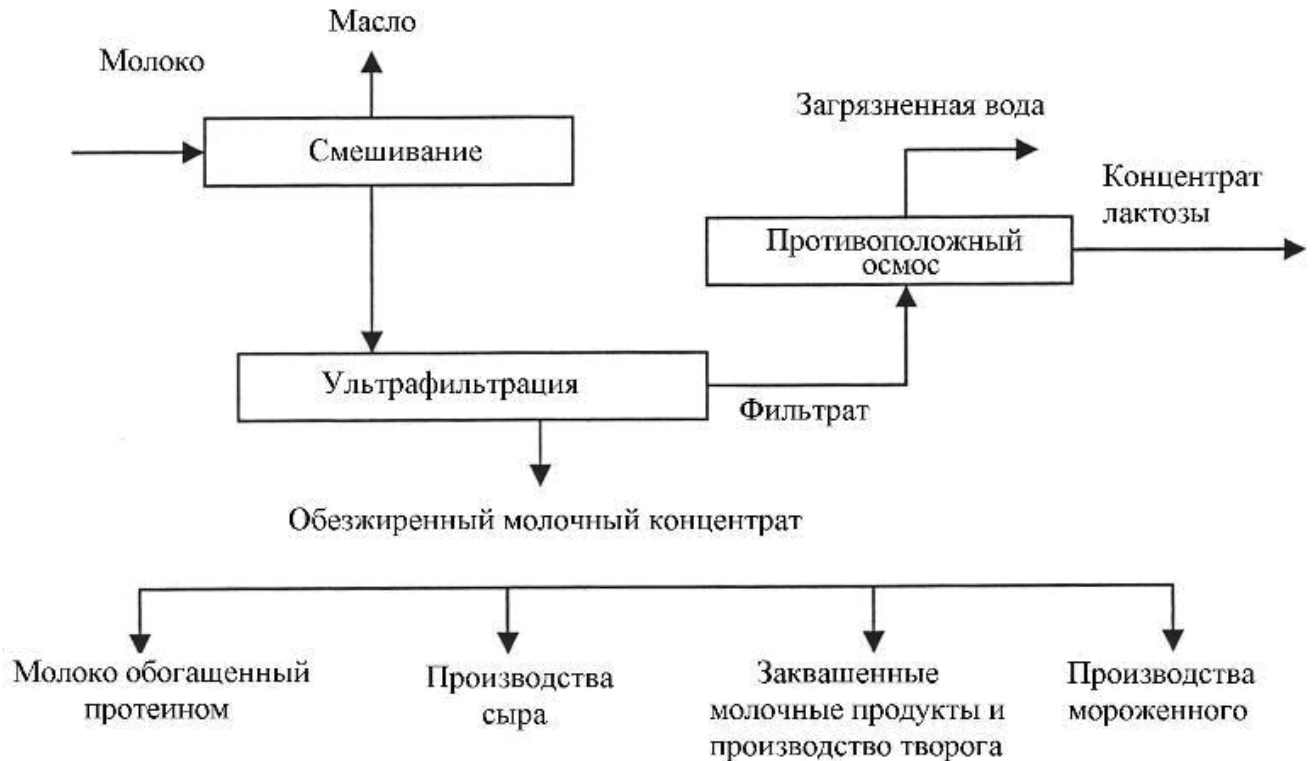 Масло
Молоко
Смешивание
Загрязненная вода
Концентрат
лактозы
Противоположный
осмос
Ультрафильтрация
Фильтрат
Обезжиренный молочный концентрат
Молоко обогащенный
протеином
Производства
сыра
Заквашенные
молочные продукты и
производство творога
Производства
мороженного